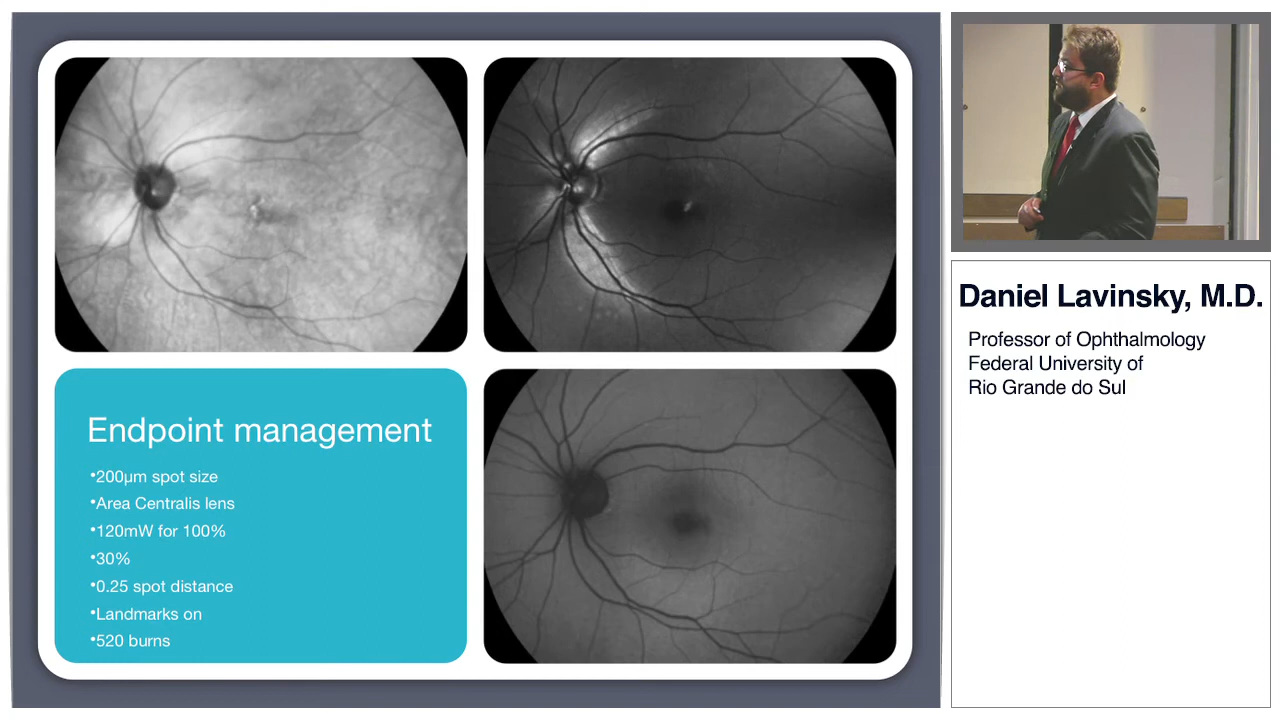 Endpoint management
•200µm spot size
•Area Centralis lens
•120mW for 100%
•30%
•0.25 spot distance
•Landmarks on
•520 burns
Daniel Lavinsky, M.D.
Professor of Ophthalmology
Federal University of
Rio Grande do Sul